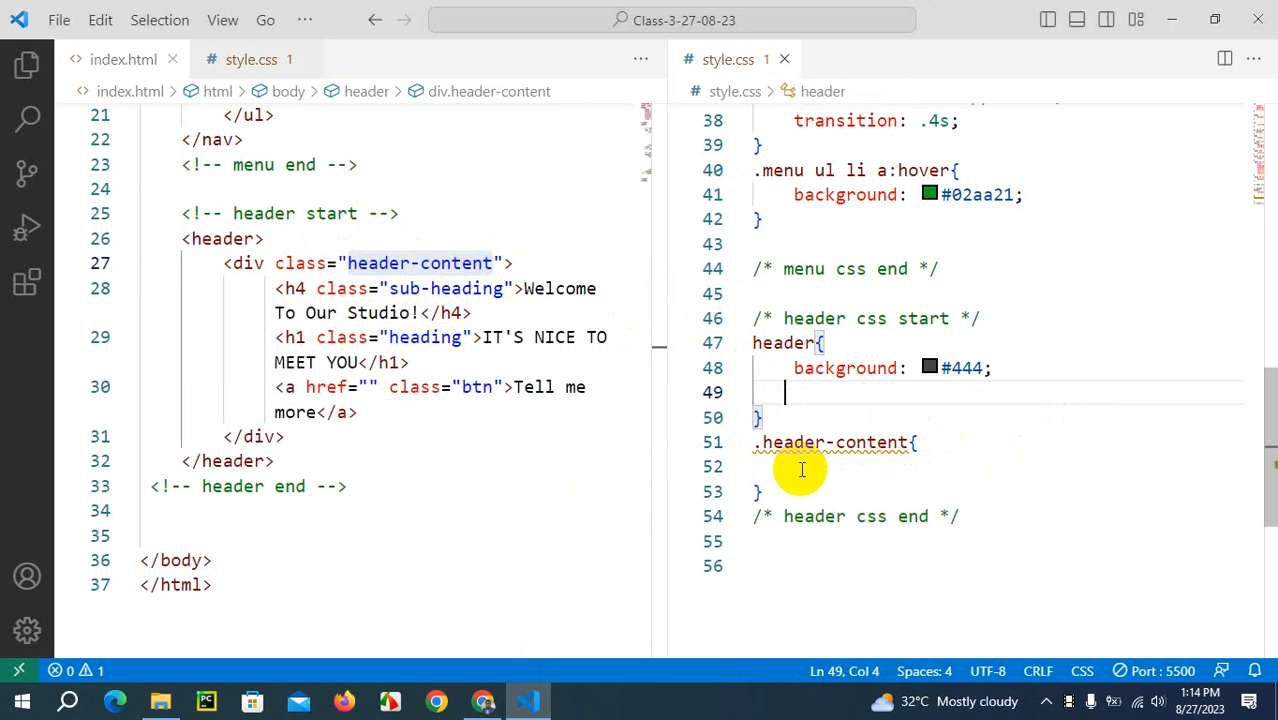 File Edit Selection View Go ··· Class-3-27-08-23
index.html style.css 1 ···
index.html > html > body > header > div.header-content
21 </ul>
22 </nav>
23 <!-- menu end -->
24
25 <!-- header start -->
26 <header>
27 <div class="header-content">
28 <h4 class="sub-heading">Welcome
To Our Studio!</h4>
29 <h1 class="heading">IT'S NICE TO
MEET YOU</h1>
30 <a href="" class="btn">Tell me
more</a>
31 </div>
32 </header>
33 <!-- header end -->
34
35
36 </body>
37 </html>
style.css 1 ···
style.css > header
38 transition: .4s;
39 }
40 .menu ul li a:hover{
41 background: #02aa21;
42 }
43
44 /* menu css end */
45
46 /* header css start */
47 header{
48 background: #444;
49
50 }
51 .header-content{
52
53 }
54 /* header css end */
55
56
0 1 Ln 49, Col 4 Spaces: 4 UTF-8 CRLF CSS Port : 5500
32°C Mostly cloudy 1:14 PM
8/27/2023